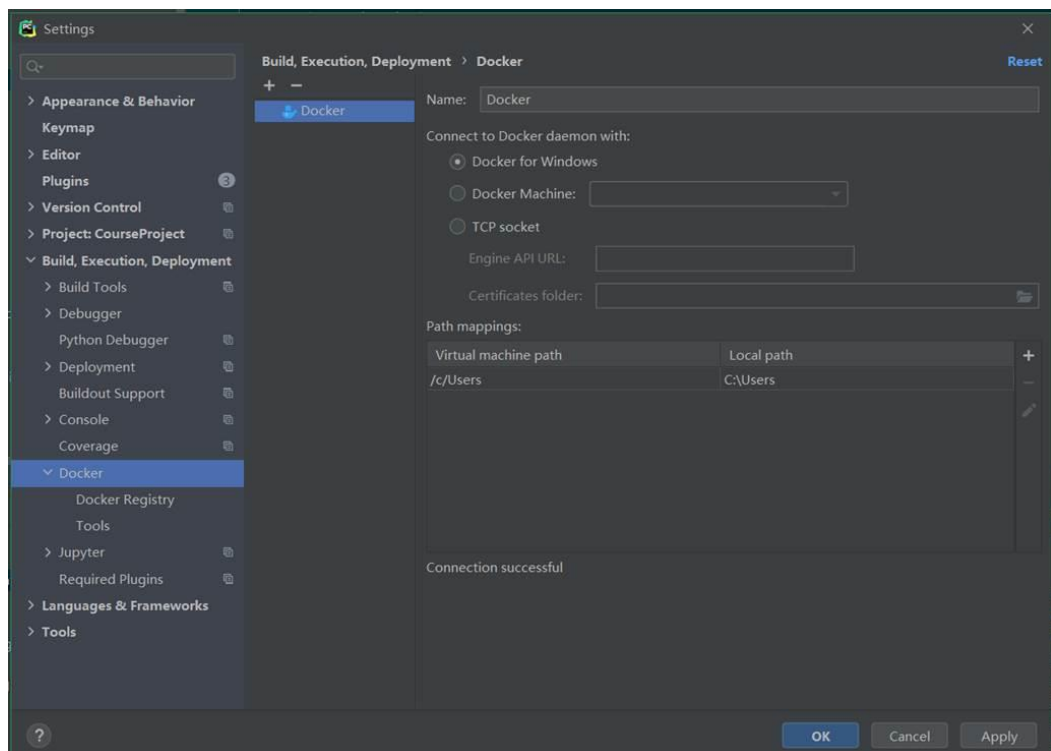 PC
Settings
Appearance & Behavior
Keymap
Editor
Plugins 3
Version Control
Project: CourseProject
Build, Execution, Deployment
Build Tools
Debugger
Python Debugger
Deployment
Buildout Support
Console
Coverage
Docker
Docker Registry
Tools
Jupyter
Required Plugins
Languages & Frameworks
Tools
?
Build, Execution, Deployment > Docker Reset
+ −
Docker
Name: Docker
Connect to Docker daemon with:
Docker for Windows
Docker Machine:
TCP socket
Engine API URL:
Certificates folder:
Path mappings:
Virtual machine path Local path
/c/Users C:\Users
Connection successful
OK Cancel Apply